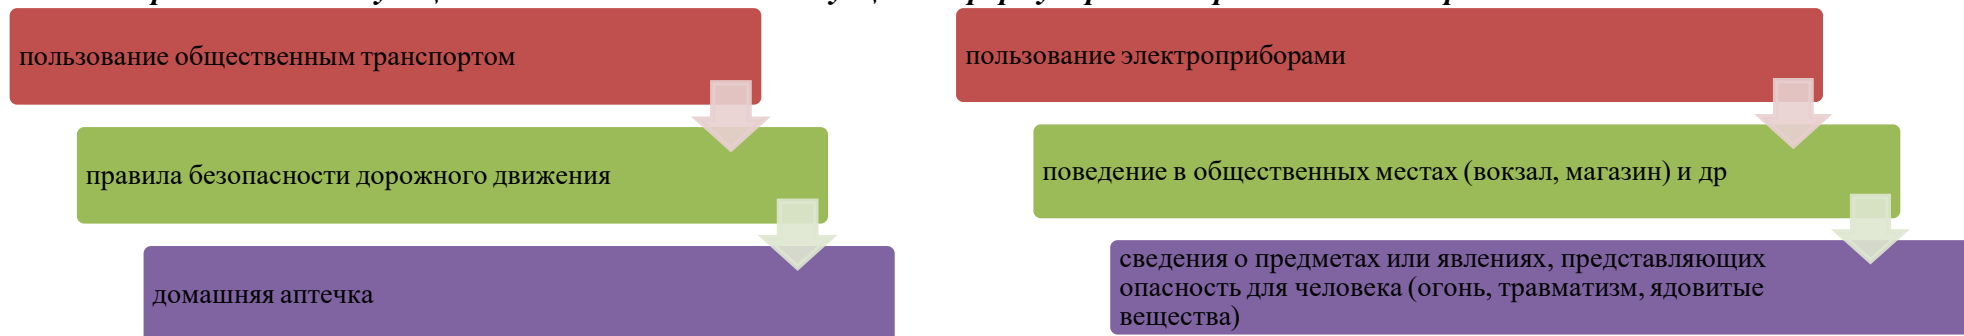 пользование общественным транспортом
правила безопасности дорожного движения
домашняя аптечка
пользование электроприборами
поведение в общественных местах (вокзал, магазин) и др
сведения о предметах или явлениях, представляющих
опасность для человека (огонь, травматизм, ядовитые
вещества)